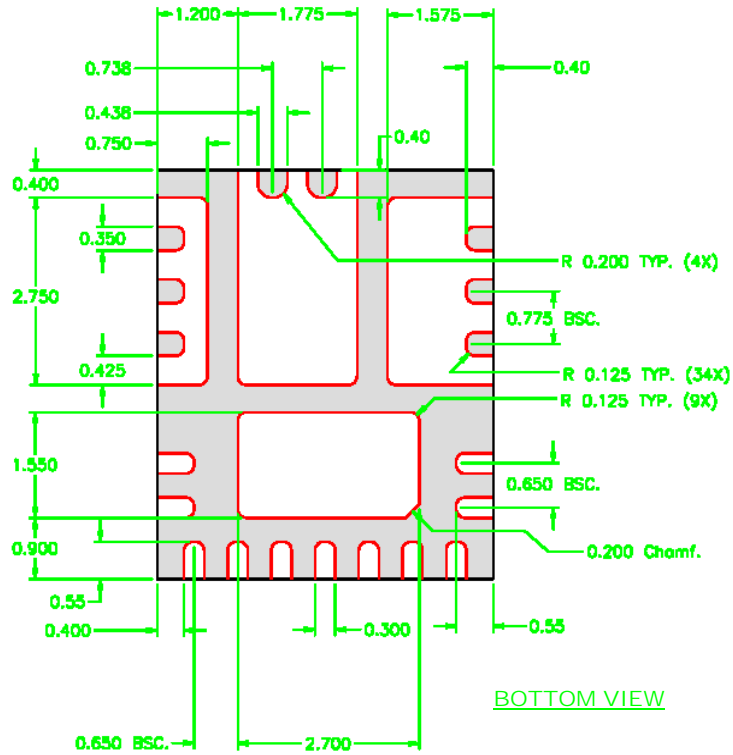 1.200
1.775
1.575
0.738
0.40
0.438
0.40
0.750
0.400
0.350
R 0.200 TYP. (4X)
2.750
0.775 BSC.
0.425
R 0.125 TYP. (34X)
R 0.125 TYP. (9X)
1.550
0.650 BSC.
0.900
0.200 Chamf.
0.55
0.400
0.300
0.55
BOTTOM VIEW
0.650 BSC.
2.700